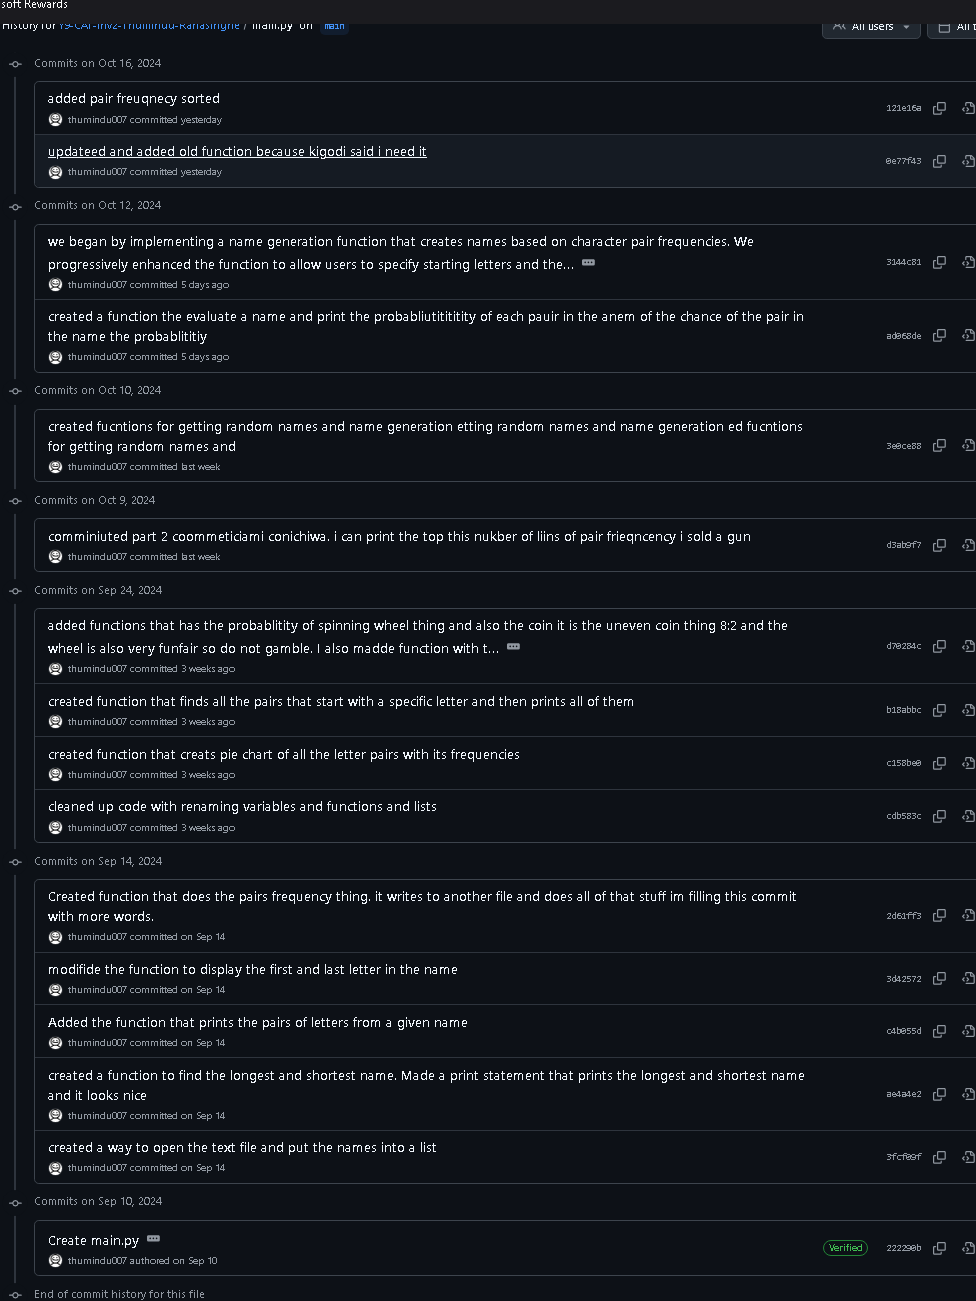 soft Rewards
History for Y9-CAT-Inv2-Thumindu-Ranasinghe / main.py on main
All users
All
Commits on Oct 16, 2024
added pair freuqnecy sorted
121e16a
thumindu007 committed yesterday
updateed and added old function because kigodi said i need it
0e77f43
thumindu007 committed yesterday
Commits on Oct 12, 2024
we began by implementing a name generation function that creates names based on character pair frequencies. We
progressively enhanced the function to allow users to specify starting letters and the...
3144c81
thumindu007 committed 5 days ago
created a function the evaluate a name and print the probabliutitititity of each pauir in the anem of the chance of the pair in
the name the probablititiy
ad068de
thumindu007 committed 5 days ago
Commits on Oct 10, 2024
created fucntions for getting random names and name generation etting random names and name generation ed fucntions
for getting random names and
3e0ce88
thumindu007 committed last week
Commits on Oct 9, 2024
comminiuted part 2 coommeticiami conichiwa. i can print the top this nukber of liins of pair frieqncency i sold a gun
d3ab9f7
thumindu007 committed last week
Commits on Sep 24, 2024
added functions that has the probablitity of spinning wheel thing and also the coin it is the uneven coin thing 8:2 and the
wheel is also very funfair so do not gamble. I also madde function with t...
d70284c
thumindu007 committed 3 weeks ago
created function that finds all the pairs that start with a specific letter and then prints all of them
b18abbc
thumindu007 committed 3 weeks ago
created function that creats pie chart of all the letter pairs with its frequencies
c158be0
thumindu007 committed 3 weeks ago
cleaned up code with renaming variables and functions and lists
cdb583c
thumindu007 committed 3 weeks ago
Commits on Sep 14, 2024
Created function that does the pairs frequency thing. it writes to another file and does all of that stuff im filling this commit
with more words.
2d61ff3
thumindu007 committed on Sep 14
modifide the function to display the first and last letter in the name
3d42572
thumindu007 committed on Sep 14
Added the function that prints the pairs of letters from a given name
c4b055d
thumindu007 committed on Sep 14
created a function to find the longest and shortest name. Made a print statement that prints the longest and shortest name
and it looks nice
ae4a4e2
thumindu007 committed on Sep 14
created a way to open the text file and put the names into a list
3fcf09f
thumindu007 committed on Sep 14
Commits on Sep 10, 2024
Create main.py
Verified
222290b
thumindu007 authored on Sep 10
End of commit history for this file